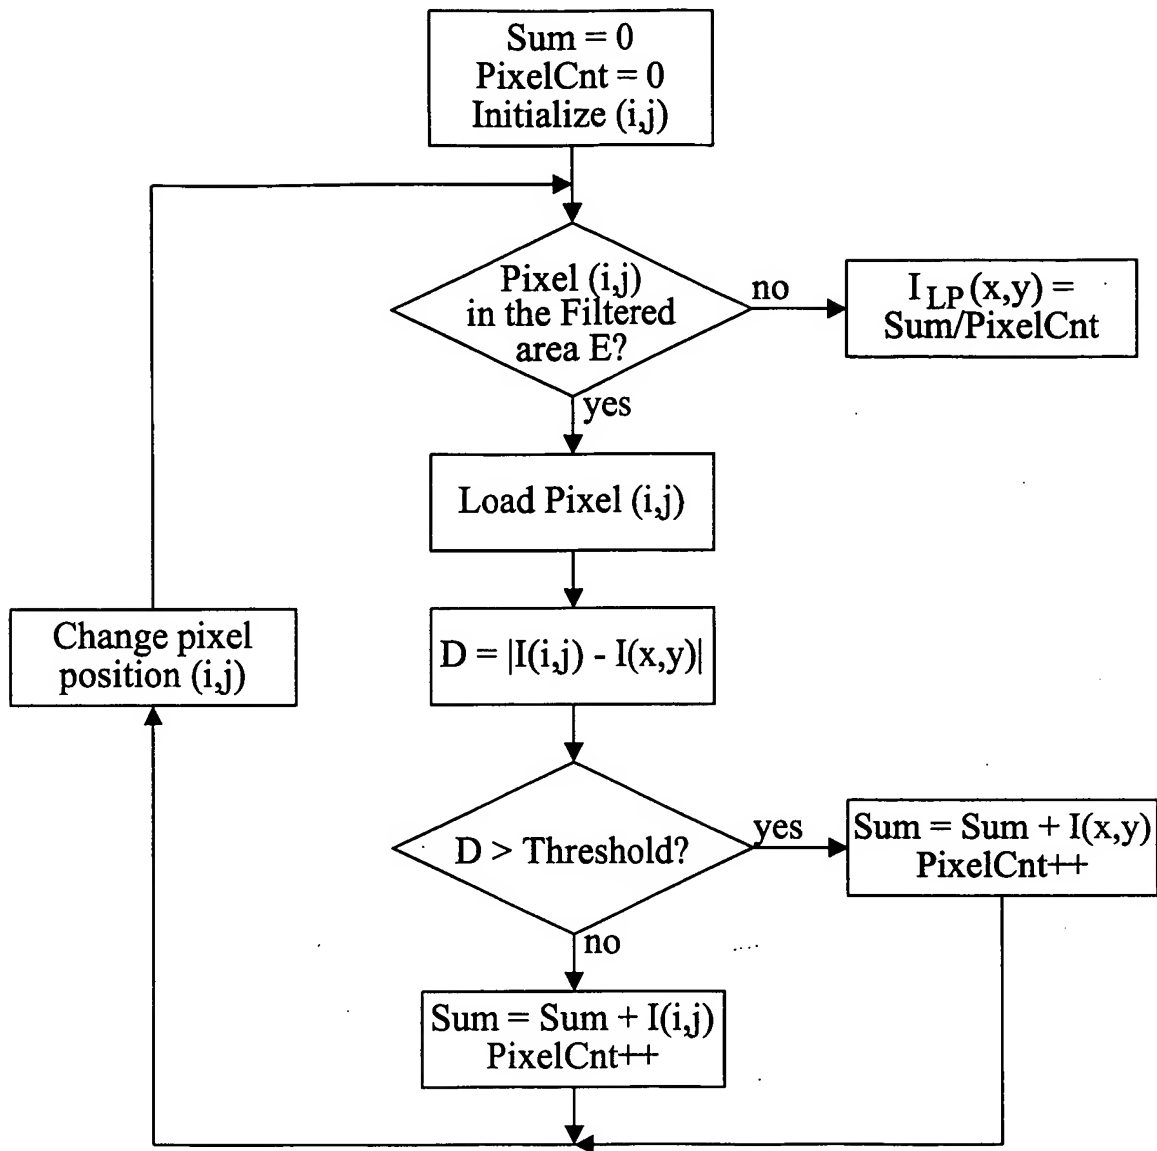 Sum = 0
PixelCnt = 0
Initialize (i,j)
Pixel (i,j)
in the Filtered
area E?
no
I LP (x,y) =
Sum/PixelCnt
yes
Load Pixel (i,j)
Change pixel
position (i,j)
D = |I(i,j) - I(x,y)|
D > Threshold?
yes
Sum = Sum + I(x,y)
PixelCnt++
no
Sum = Sum + I(i,j)
PixelCnt++